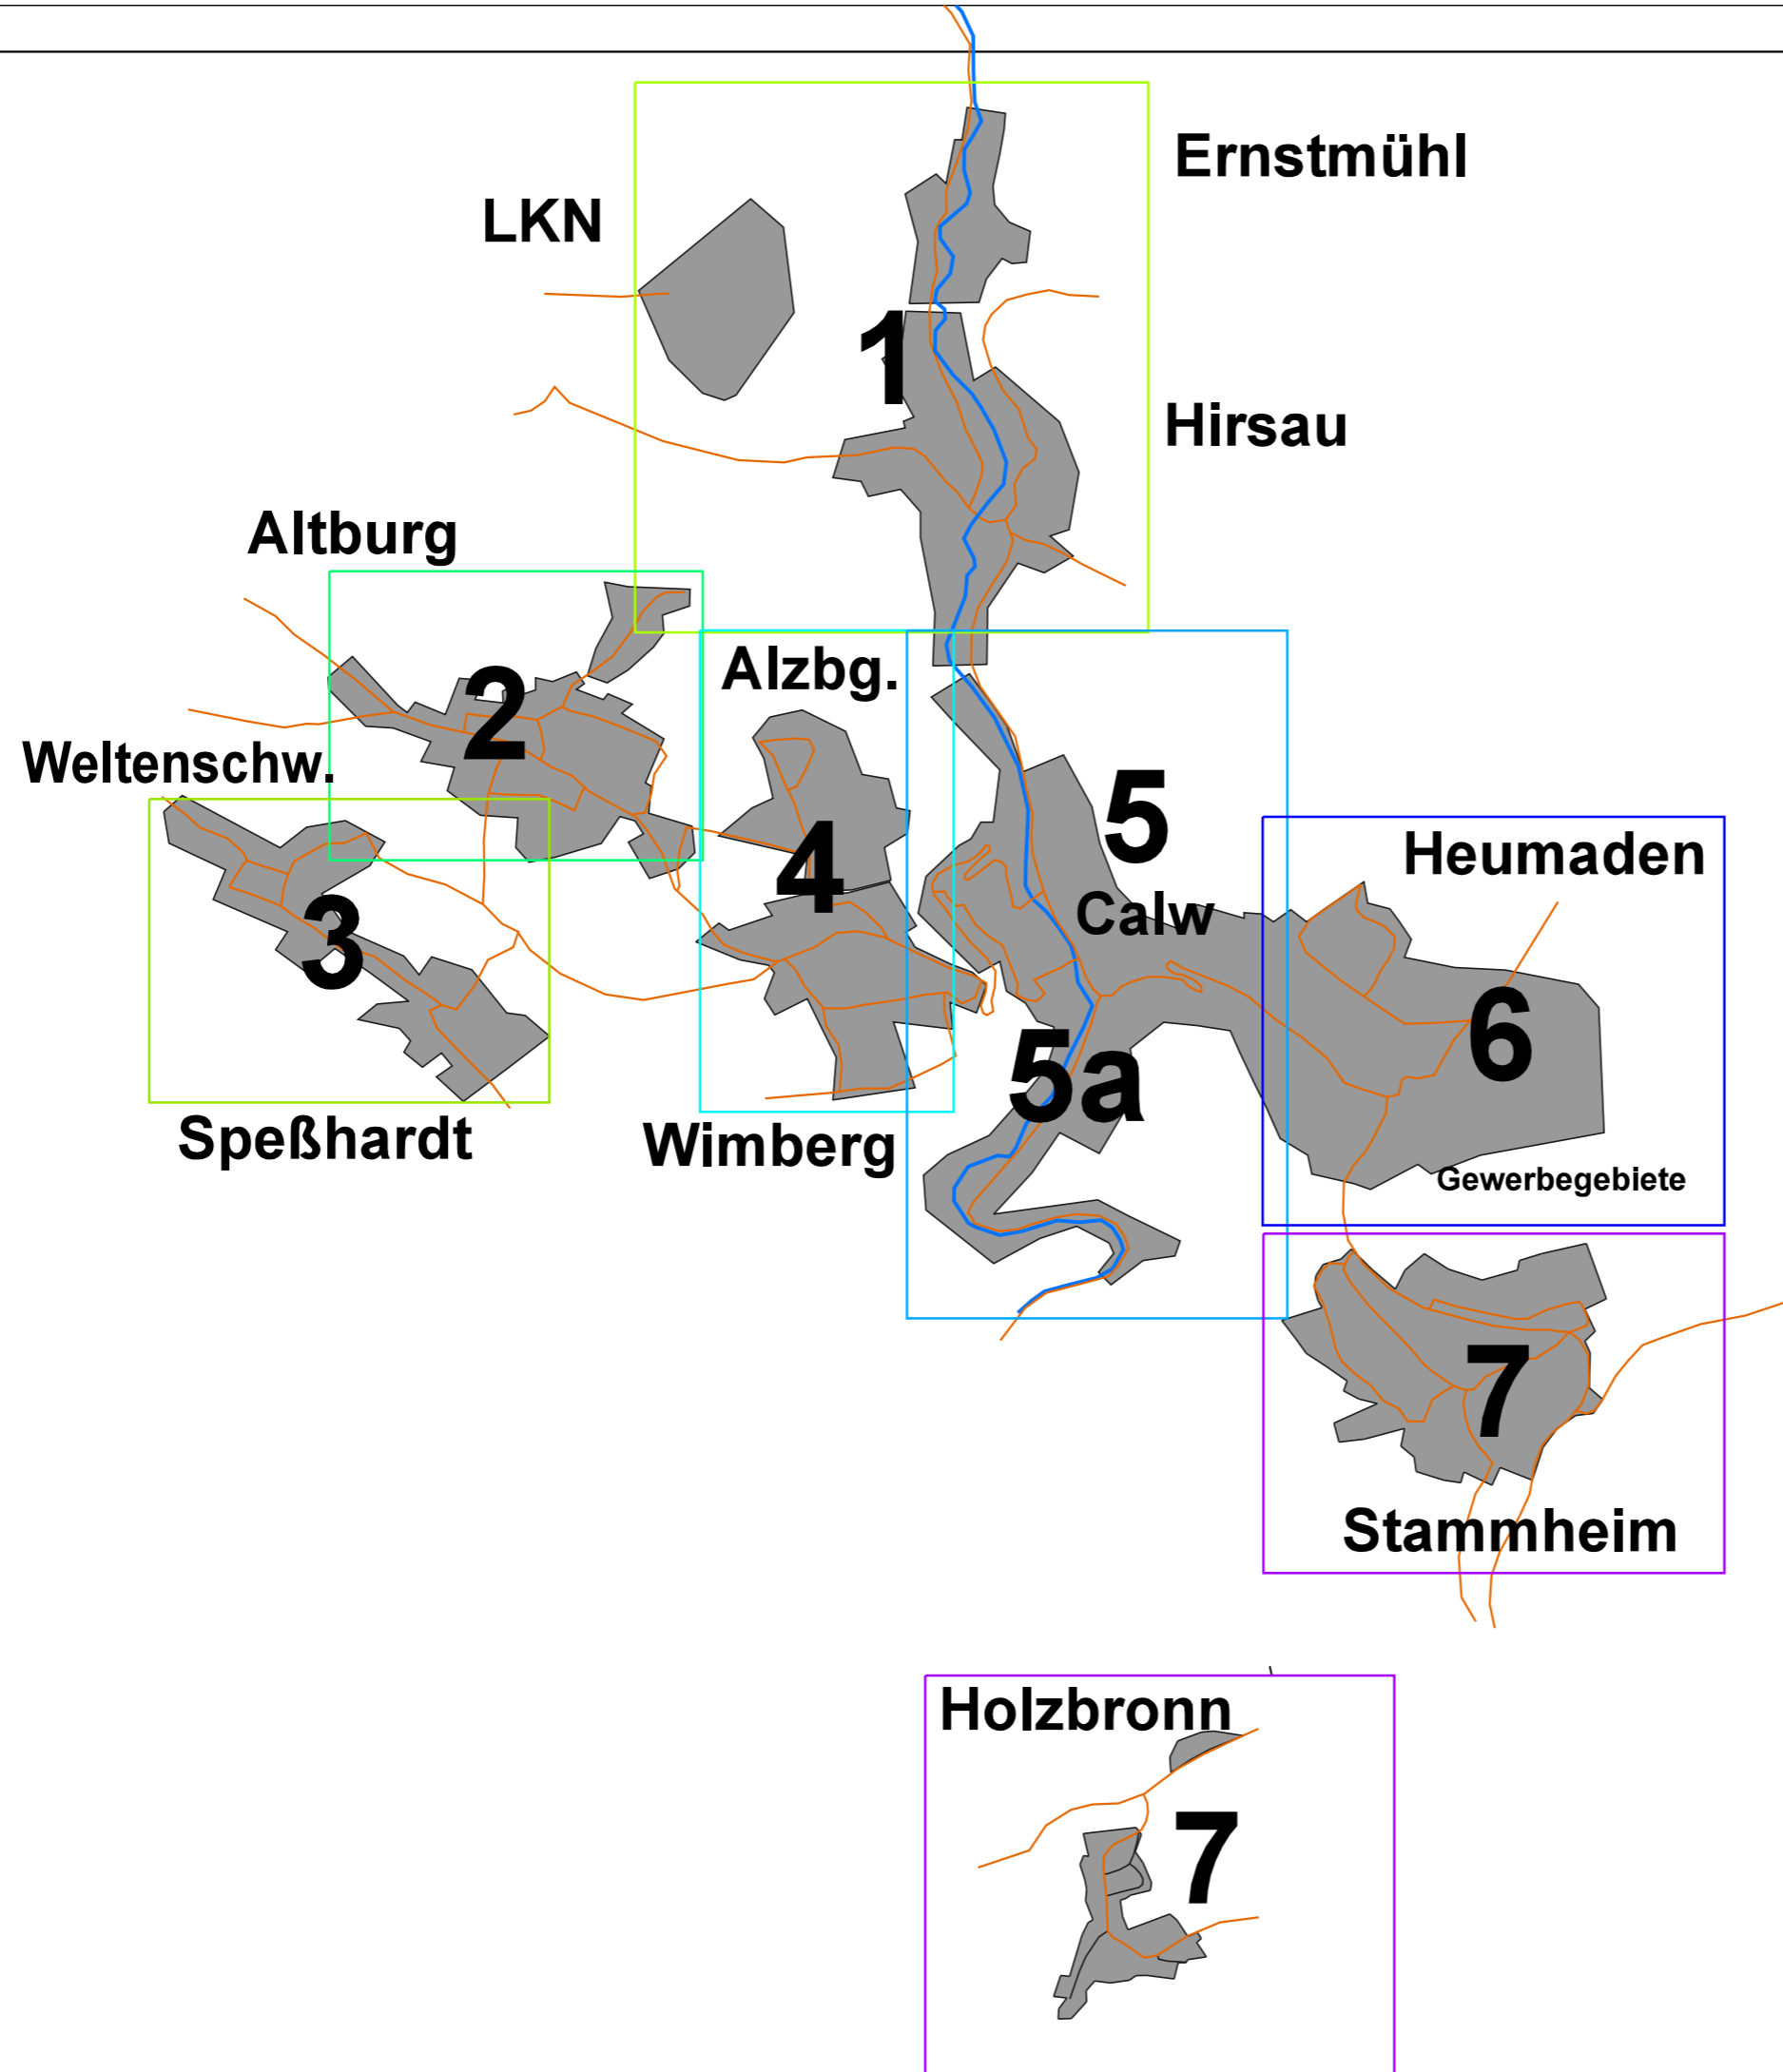 Ernstmühl
LKN
1
Hirsau
Altburg
Alzbg.
2
Weltenschw.
5
4
Heumaden
Calw
3
6
5a
Speßhardt
Wimberg
Gewerbegebiete
7
Stammheim
Holzbronn
7